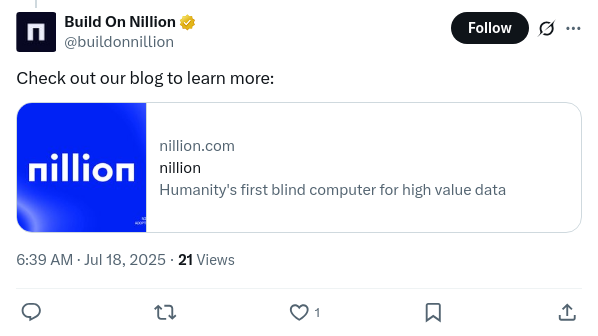 Build On Nillion
@buildonnillion
Follow
Check out our blog to learn more:
nillion
nillion.com
nillion
Humanity's first blind computer for high value data
6:39 AM · Jul 18, 2025 · 21 Views
1